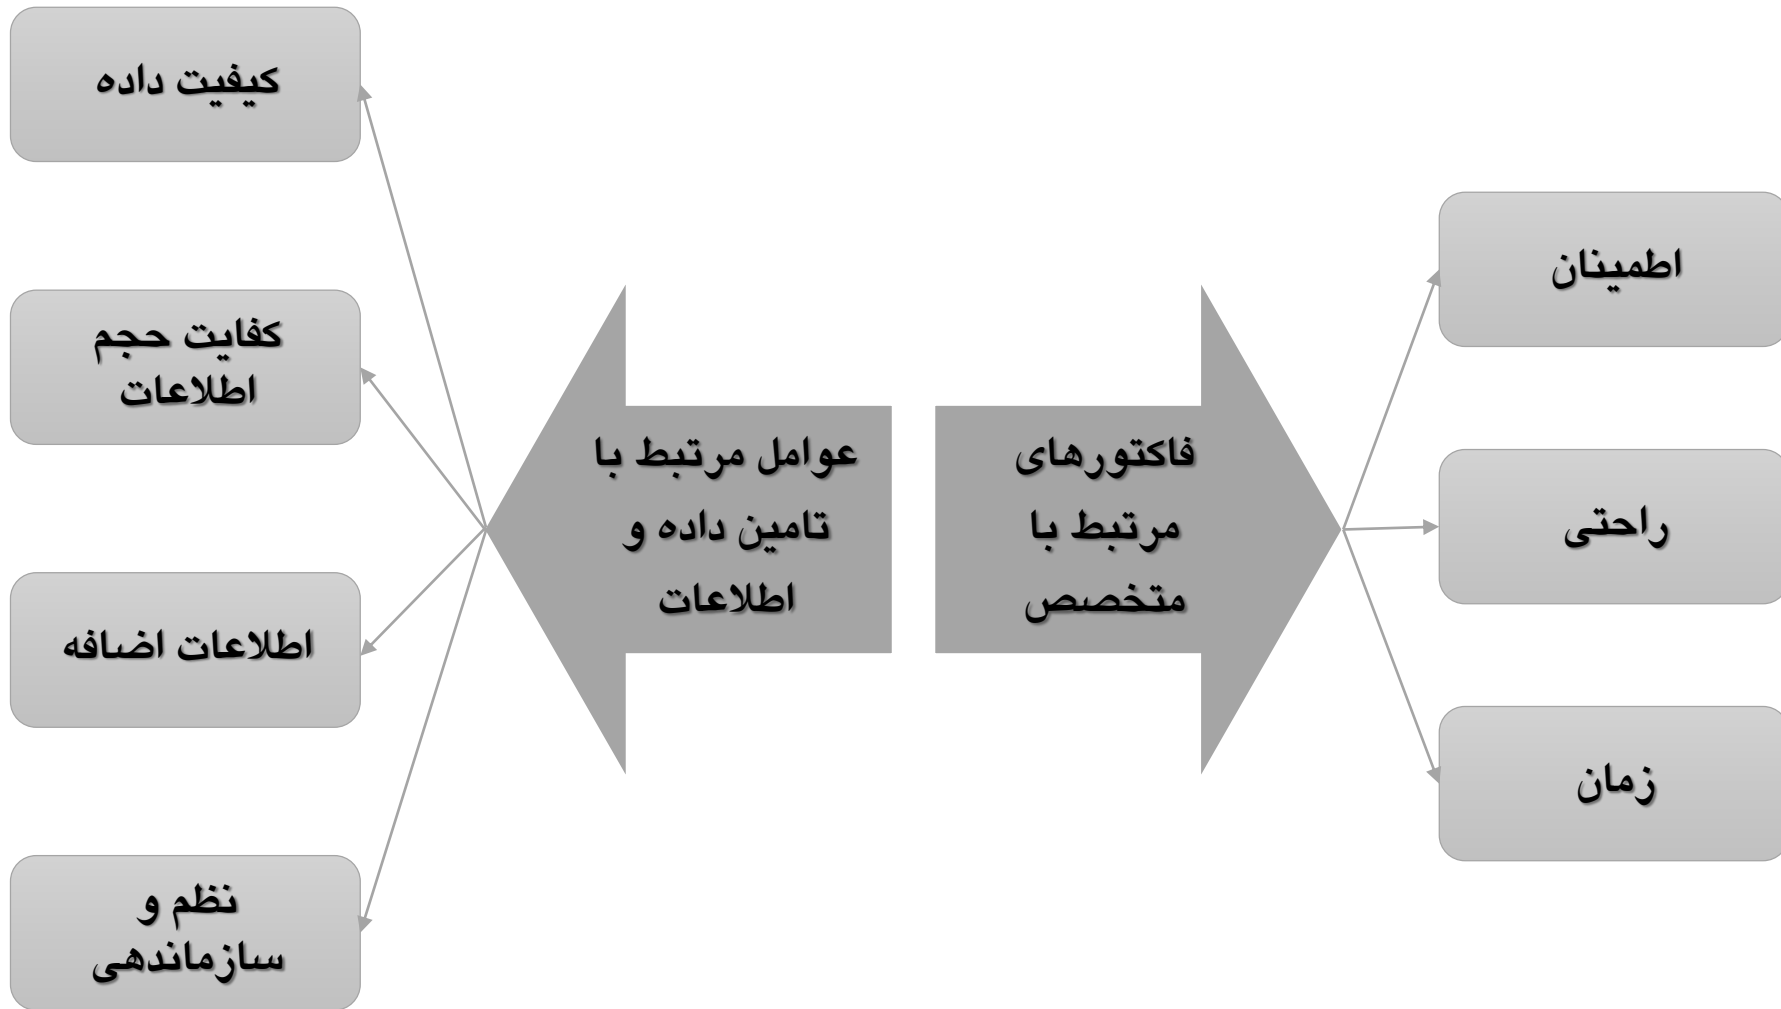 فاکتورهای
مرتبط با
متخصص
اطمینان
راحتی
زمان
عوامل مرتبط با
تامین داده و
اطلاعات
کیفیت داده
کفایت حجم
اطلاعات
اطلاعات اضافه
نظم و
سازماندهی